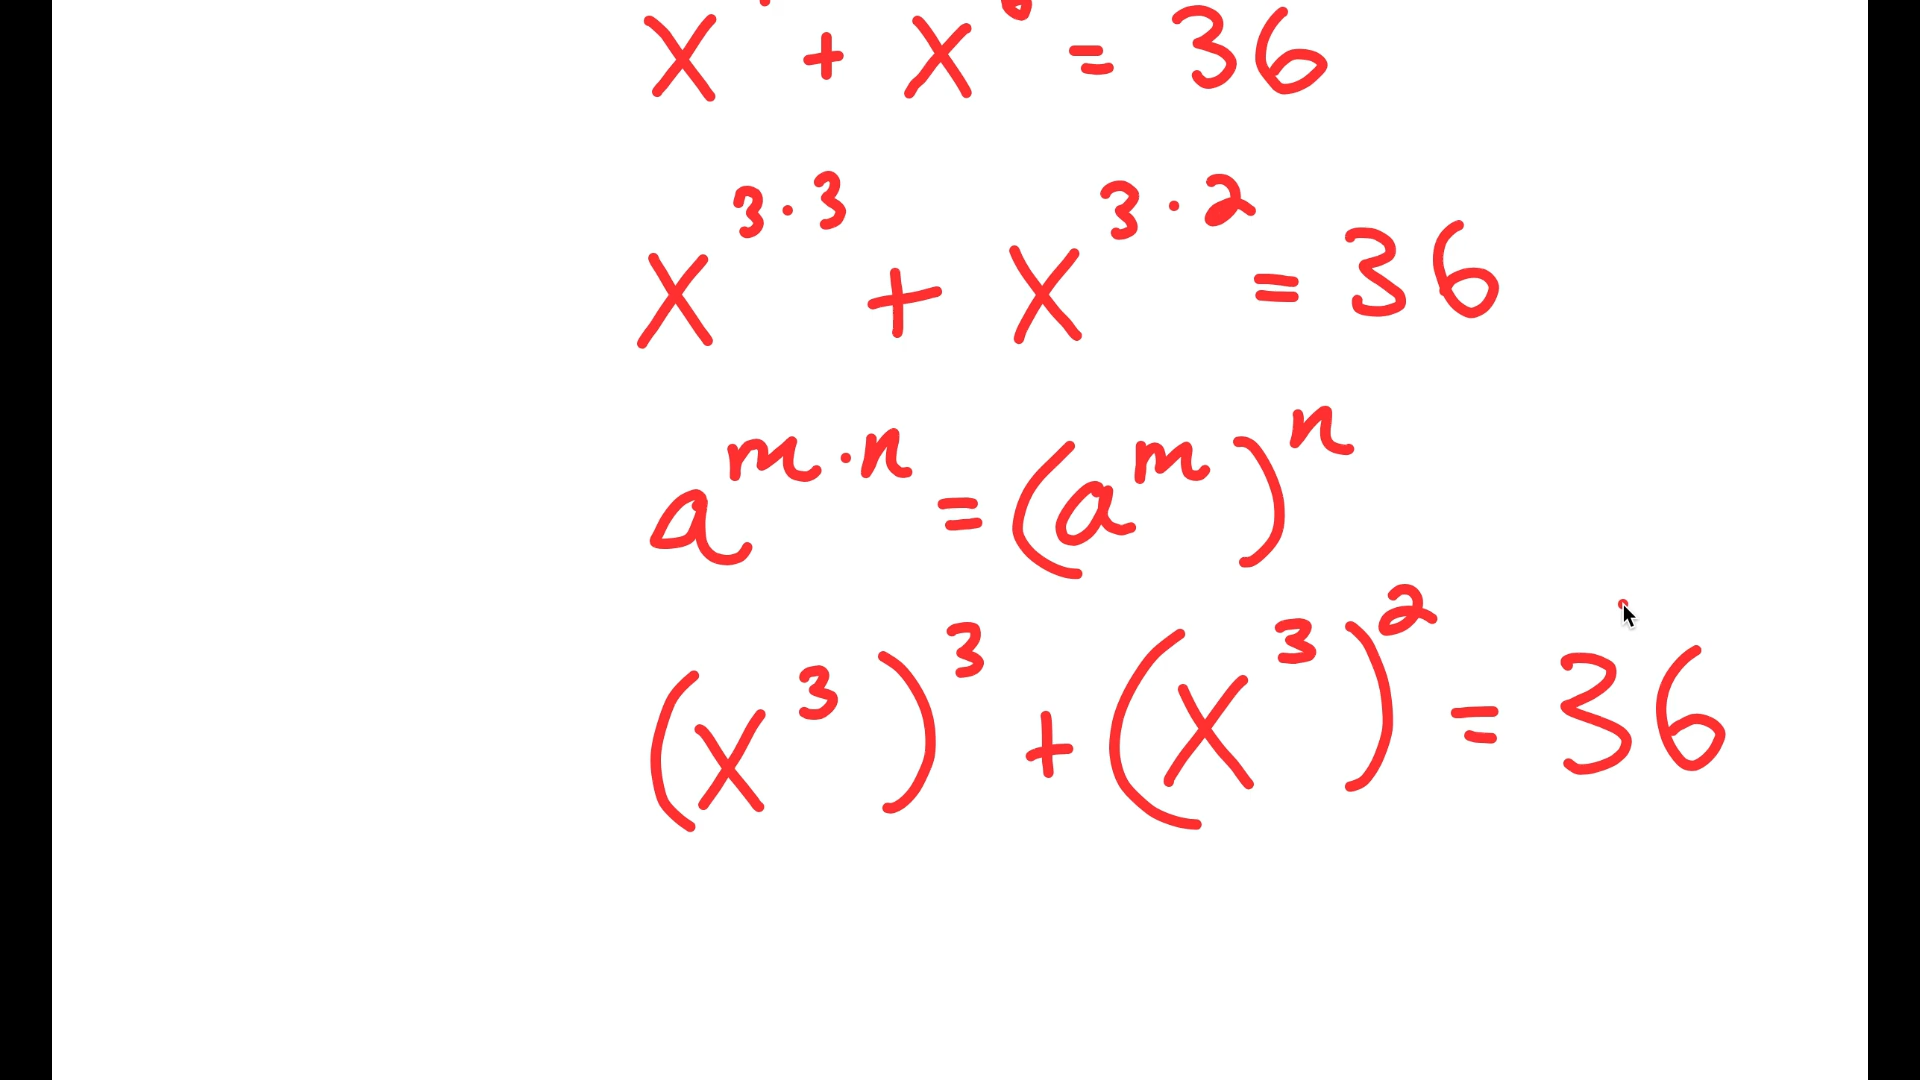 x + x = 36
x^{3·3} + x^{3·2} = 36
a^{m·n} = (a^m)^n
(x^3)^3 + (x^3)^2 = 36